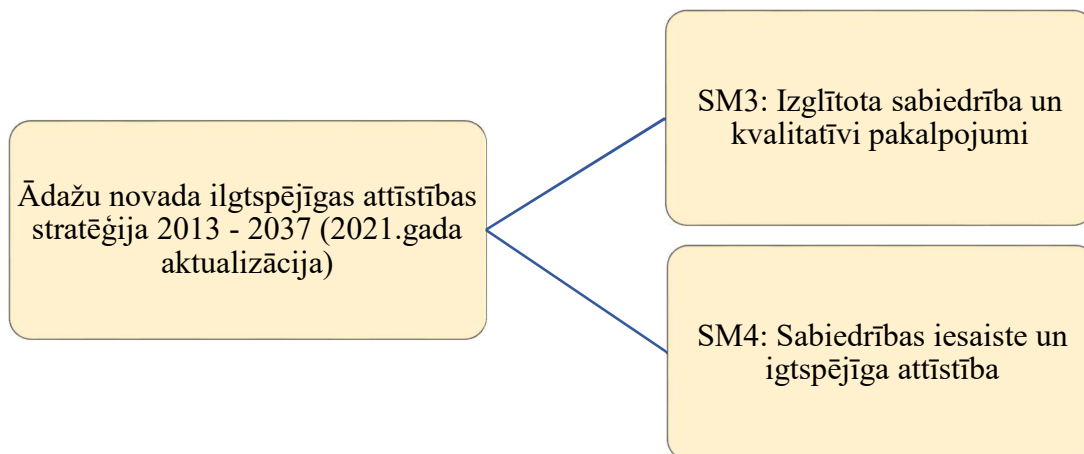 Ādažu novada ilgtspējīgas attīstības
stratēģija 2013 - 2037 (2021.gada
aktualizācija)
SM3: Izglītota sabiedrība un
kvalitatīvi pakalpojumi
SM4: Sabiedrības iesaiste un
igtspējīga attīstība